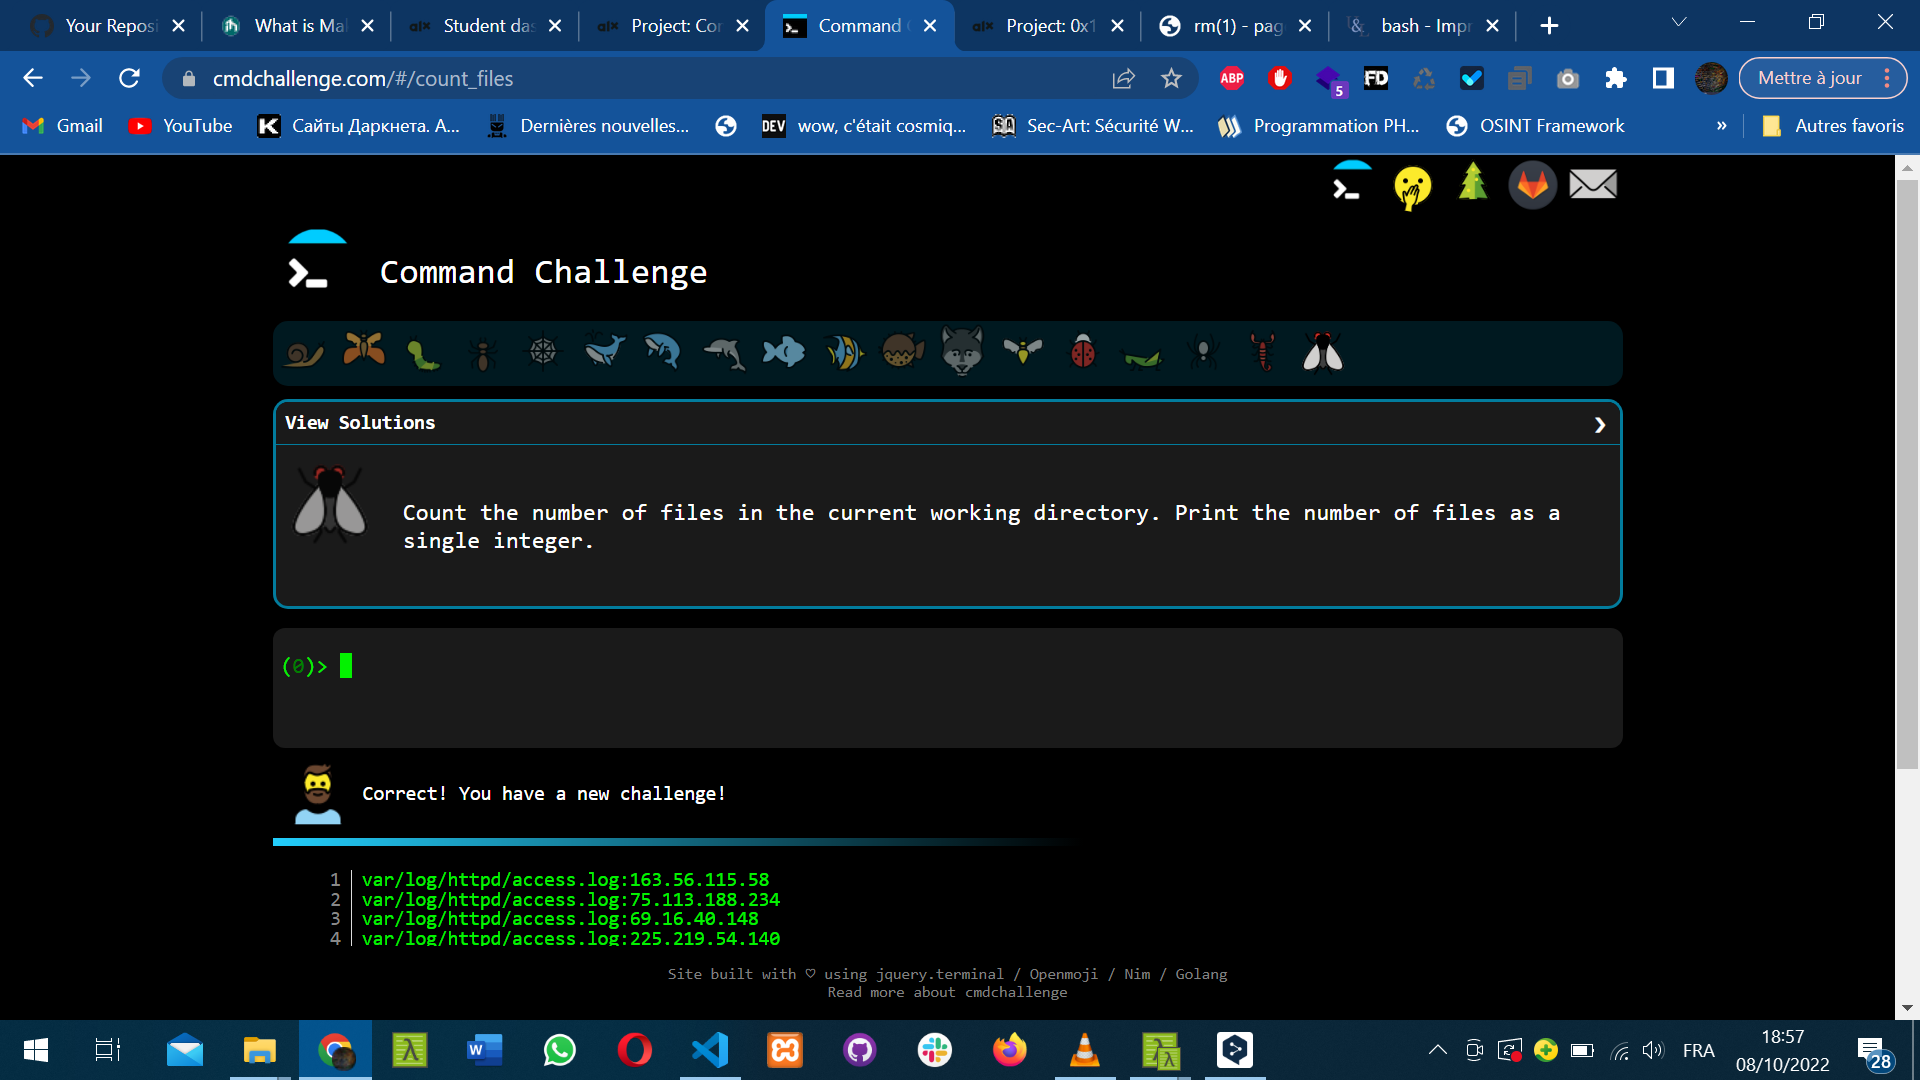 Your Reposi
What is Mal
alx Student das
alx Project: Cor
Command C
alx Project: 0x1
rm(1) - pag
bash - Impr
cmdchallenge.com/#/count_files
ABP
5
FD
Mettre à jour
Gmail
YouTube
Сайты Даркнета. A...
Dernières nouvelles...
DEV wow, c'était cosmiq...
Sec-Art: Sécurité W...
Programmation PH...
OSINT Framework
»
Autres favoris
Command Challenge
View Solutions
Count the number of files in the current working directory. Print the number of files as a
single integer.
(0)>
Correct! You have a new challenge!
1 var/log/httpd/access.log:163.56.115.58
2 var/log/httpd/access.log:75.113.188.234
3 var/log/httpd/access.log:69.16.40.148
4 var/log/httpd/access.log:225.219.54.140
Site built with ♡ using jquery.terminal / Openmoji / Nim / Golang
Read more about cmdchallenge
FRA
18:57
08/10/2022
28